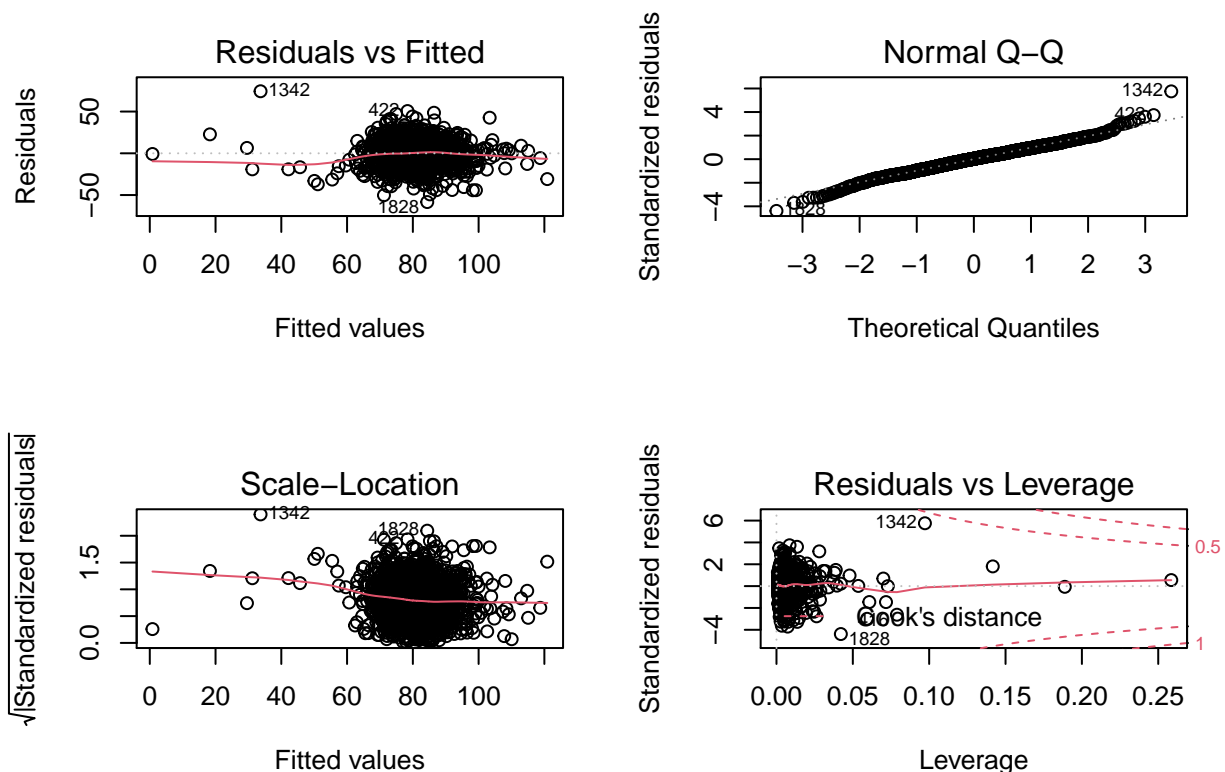 Residuals vs Fitted
Residuals
50
−50
1342
422
1828
0 20 40 60 80 100
Fitted values
Normal Q−Q
Standardized residuals
4
0
−4
1342
422
1828
−3 −2 −1 0 1 2 3
Theoretical Quantiles
Scale−Location
√|Standardized residuals|
1.5
0.0
1342
1828
0 20 40 60 80 100
Fitted values
Residuals vs Leverage
Standardized residuals
6
2
−4
1342
0.5
Cook's distance
1828
1
0.00 0.05 0.10 0.15 0.20 0.25
Leverage